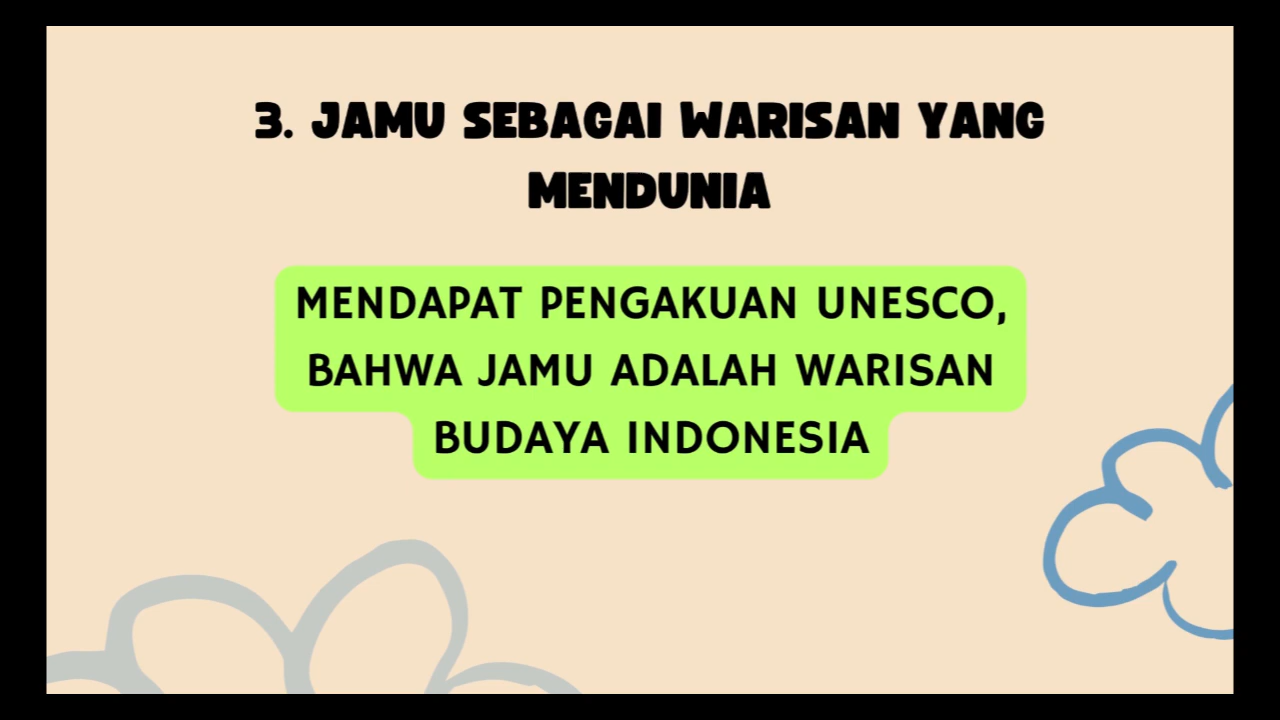 3. JAMU SEBAGAI WARISAN YANG
MENDUNIA
MENDAPAT PENGAKUAN UNESCO,
BAHWA JAMU ADALAH WARISAN
BUDAYA INDONESIA